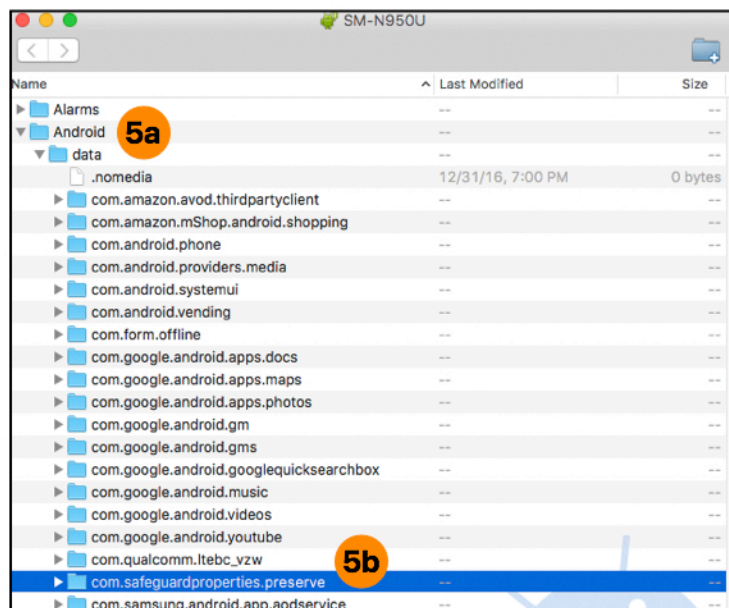 SM-N950U
Name Last Modified Size
Alarms -- --
Android 5a -- --
data -- --
.nomedia 12/31/16, 7:00 PM 0 bytes
com.amazon.avod.thirdpartyclient -- --
com.amazon.mShop.android.shopping -- --
com.android.phone -- --
com.android.providers.media -- --
com.android.systemui -- --
com.android.vending -- --
com.form.offline -- --
com.google.android.apps.docs -- --
com.google.android.apps.maps -- --
com.google.android.apps.photos -- --
com.google.android.gm -- --
com.google.android.gms -- --
com.google.android.googlequicksearchbox -- --
com.google.android.music -- --
com.google.android.videos -- --
com.google.android.youtube -- --
com.qualcomm.ltebc_vzw 5b -- --
com.safeguardproperties.preserve -- --
com.samsung.android.app.aodservice -- --